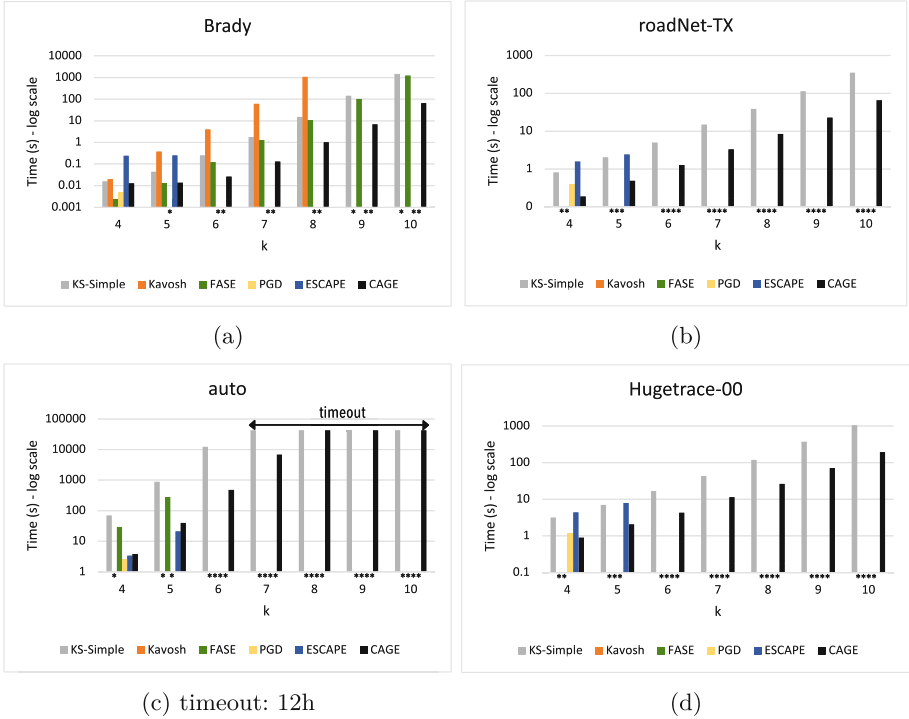 Brady
Time (s) - log scale
10000
1000
100
10
1
0.1
0.01
0.001
* ** ** ** * ** * **
4 5 6 7 8 9 10
k
KS-Simple Kavosh FASE PGD ESCAPE CAGE
(a)
roadNet-TX
Time (s) - log scale
1000
100
10
1
0
** *** **** **** **** **** ****
4 5 6 7 8 9 10
k
KS-Simple Kavosh FASE PGD ESCAPE CAGE
(b)
auto
timeout
Time (s) - log scale
100000
10000
1000
100
10
1
* * * **** **** **** **** ****
4 5 6 7 8 9 10
k
KS-Simple Kavosh FASE PGD ESCAPE CAGE
(c) timeout: 12h
Hugetrace-00
Time (s) - log scale
1000
100
10
1
0.1
** *** **** **** **** **** ****
4 5 6 7 8 9 10
k
KS-Simple Kavosh FASE PGD ESCAPE CAGE
(d)